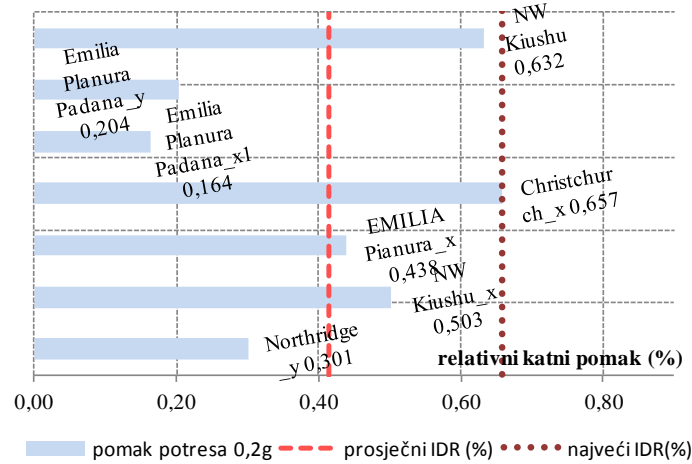 NW
Kiushu
0,632
Emilia
Planura
Padana_y
0,204
Emilia
Planura
Padana_x1
0,164
Christchur
ch_x 0,657
EMILIA
Pianura_x
0,438
NW
Kiushu_x
0,503
Northridge
_y 0,301
relativni katni pomak (%)
0,00 0,20 0,40 0,60 0,80
pomak potresa 0,2g prosječni IDR (%) najveći IDR(%)